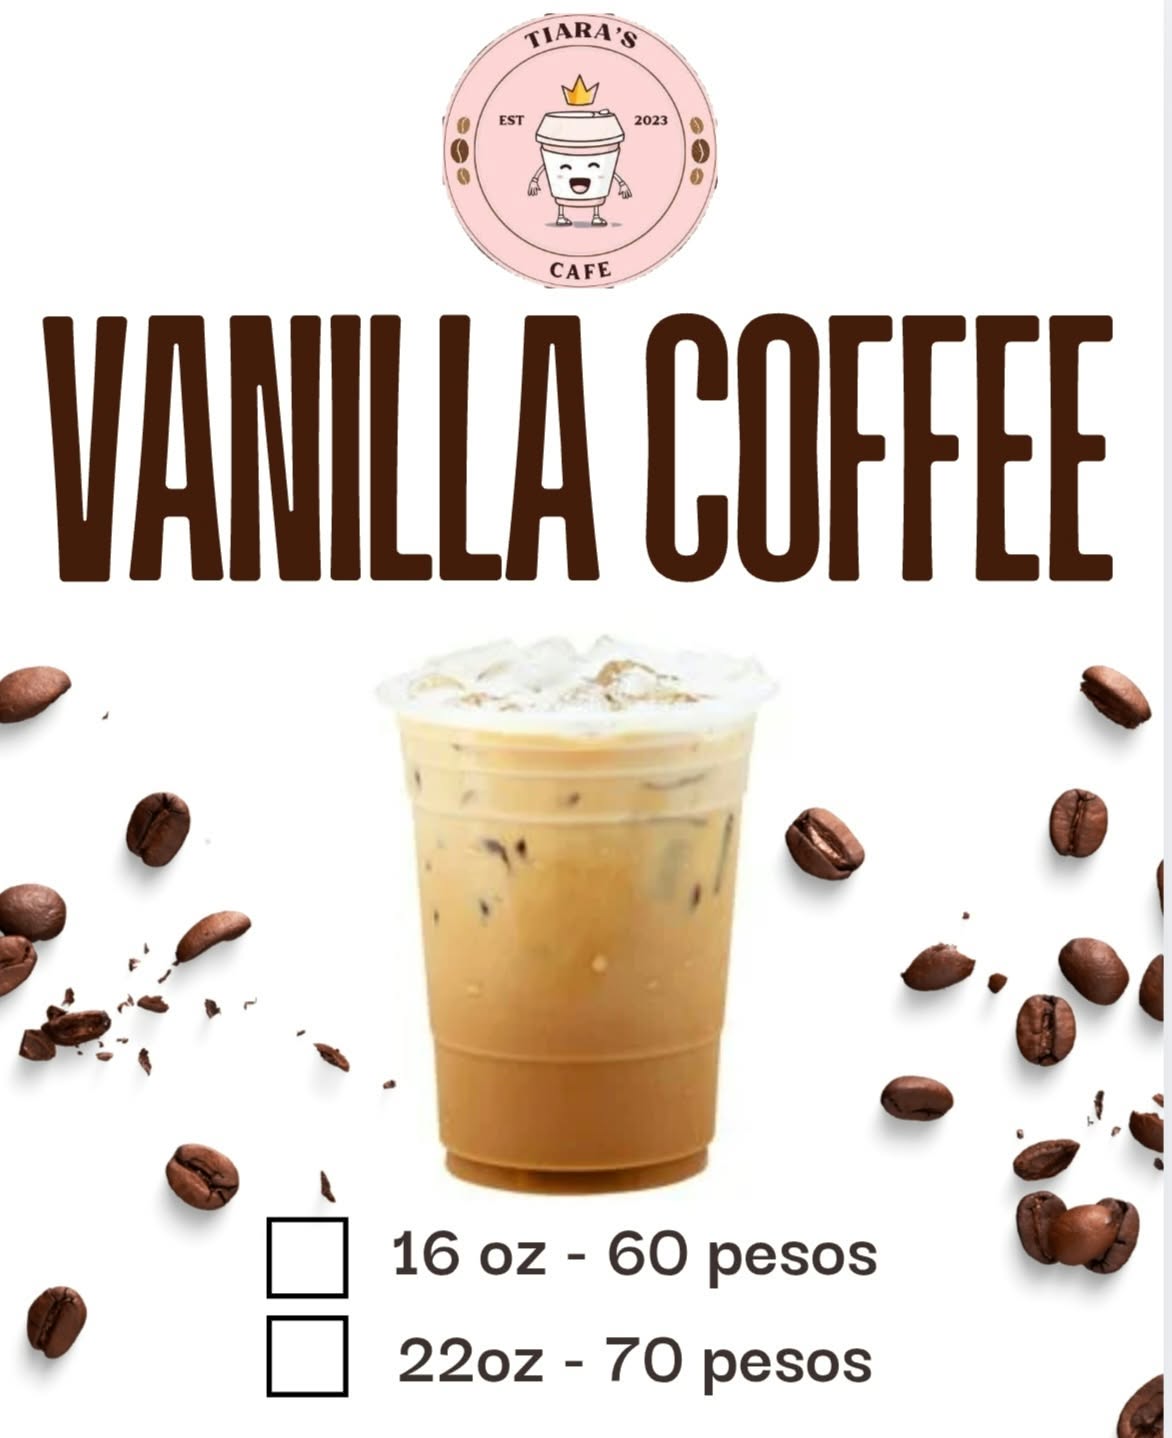 TIARA'S
EST 2023
CAFE
VANILLA COFFEE
16 oz - 60 pesos
22oz - 70 pesos